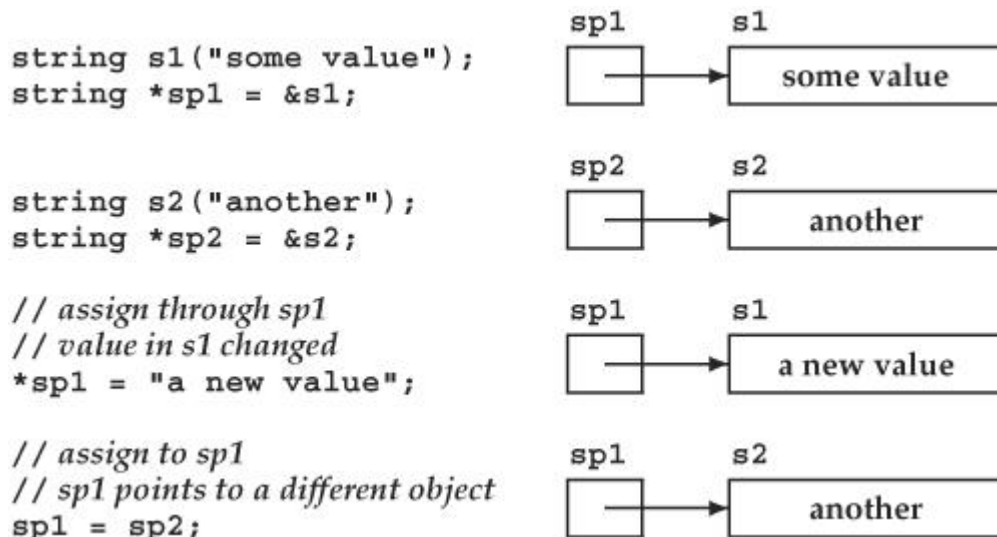 sp1 s1
string s1("some value");
string *sp1 = &s1;
some value
sp2 s2
string s2("another");
string *sp2 = &s2;
another
// assign through sp1
// value in s1 changed
*sp1 = "a new value";
sp1 s1
a new value
// assign to sp1
// sp1 points to a different object
sp1 = sp2;
sp1 s2
another